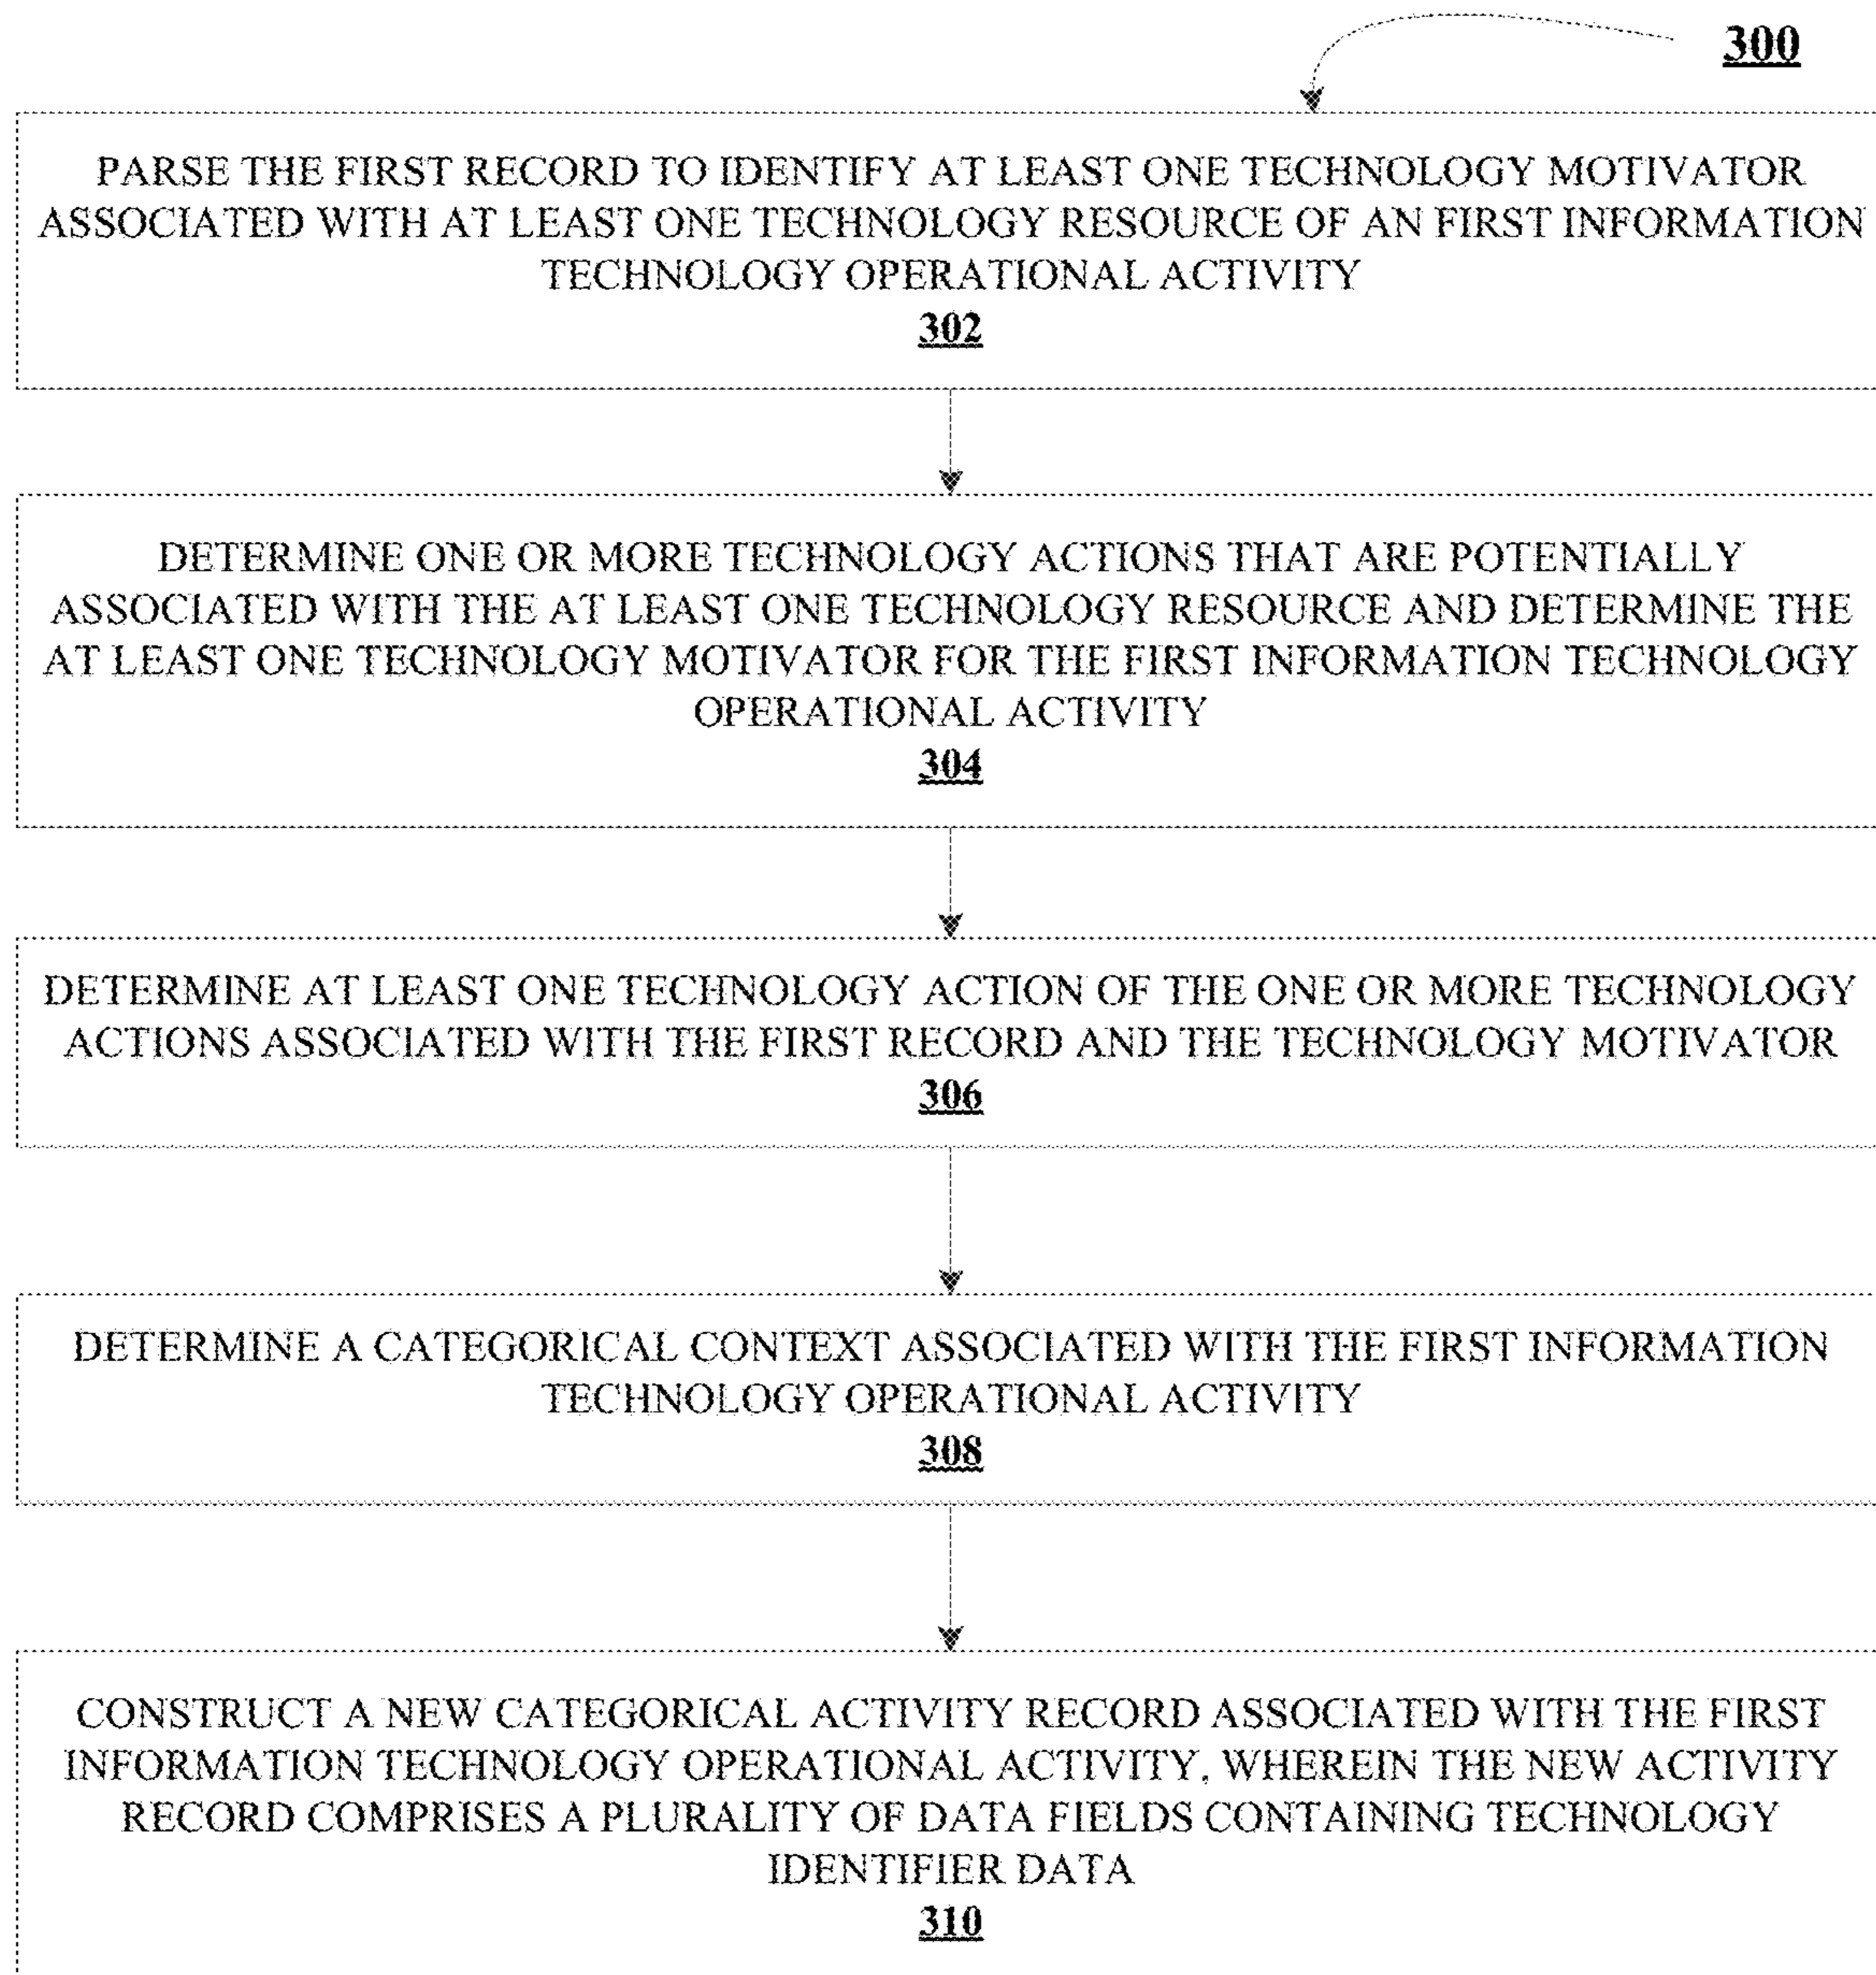 300
PARSE THE FIRST RECORD TO IDENTIFY AT LEAST ONE TECHNOLOGY MOTIVATOR
ASSOCIATED WITH AT LEAST ONE TECHNOLOGY RESOURCE OF AN FIRST INFORMATION
TECHNOLOGY OPERATIONAL ACTIVITY
302
DETERMINE ONE OR MORE TECHNOLOGY ACTIONS THAT ARE POTENTIALLY
ASSOCIATED WITH THE AT LEAST ONE TECHNOLOGY RESOURCE AND DETERMINE THE
AT LEAST ONE TECHNOLOGY MOTIVATOR FOR THE FIRST INFORMATION TECHNOLOGY
OPERATIONAL ACTIVITY
304
DETERMINE AT LEAST ONE TECHNOLOGY ACTION OF THE ONE OR MORE TECHNOLOGY
ACTIONS ASSOCIATED WITH THE FIRST RECORD AND THE TECHNOLOGY MOTIVATOR
306
DETERMINE A CATEGORICAL CONTEXT ASSOCIATED WITH THE FIRST INFORMATION
TECHNOLOGY OPERATIONAL ACTIVITY
308
CONSTRUCT A NEW CATEGORICAL ACTIVITY RECORD ASSOCIATED WITH THE FIRST
INFORMATION TECHNOLOGY OPERATIONAL ACTIVITY, WHEREIN THE NEW ACTIVITY
RECORD COMPRISES A PLURALITY OF DATA FIELDS CONTAINING TECHNOLOGY
IDENTIFIER DATA
310